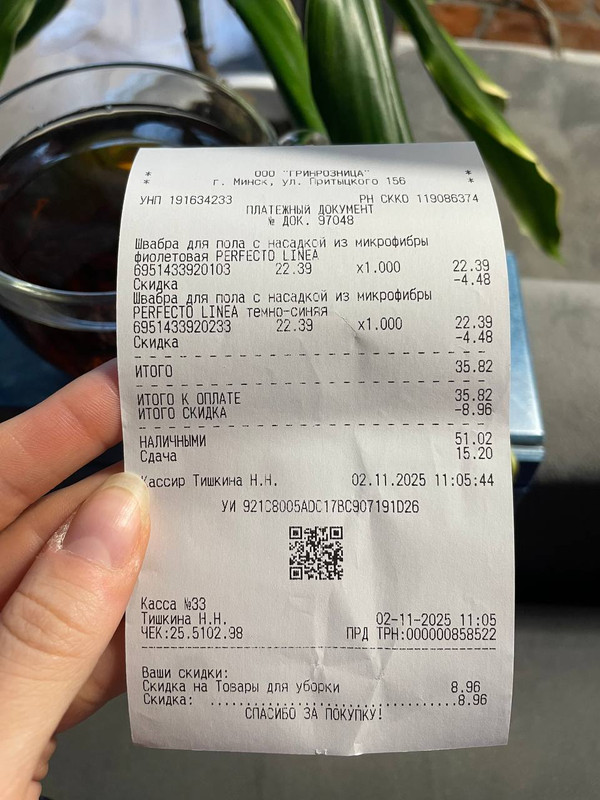 * ООО "ГРИНРОЗНИЦА" *
* г. Минск, ул. Притыцкого 156 *
УНП 191634233 РН СККО 119086374
ПЛАТЕЖНЫЙ ДОКУМЕНТ
№ ДОК. 97048
Швабра для пола с насадкой из микрофибры
фиолетовая PERFECTO LINEA
6951433920103 22.39 x1.000 22.39
Скидка -4.48
Швабра для пола с насадкой из микрофибры
PERFECTO LINEA темно-синяя
6951433920233 22.39 x1.000 22.39
Скидка -4.48
ИТОГО 35.82
ИТОГО К ОПЛАТЕ 35.82
ИТОГО СКИДКА -8.96
НАЛИЧНЫМИ 51.02
Сдача 15.20
Кассир Тишкина Н.Н. 02.11.2025 11:05:44
УИ 921C8005ADC17BC907191D26
Касса №33
Тишкина Н.Н. 02-11-2025 11:05
ЧЕК:25.5102.98 ПРД ТРН:000000858522
Ваши скидки:
Скидка на Товары для уборки 8.96
Скидка: ..................................8.96
СПАСИБО ЗА ПОКУПКУ!